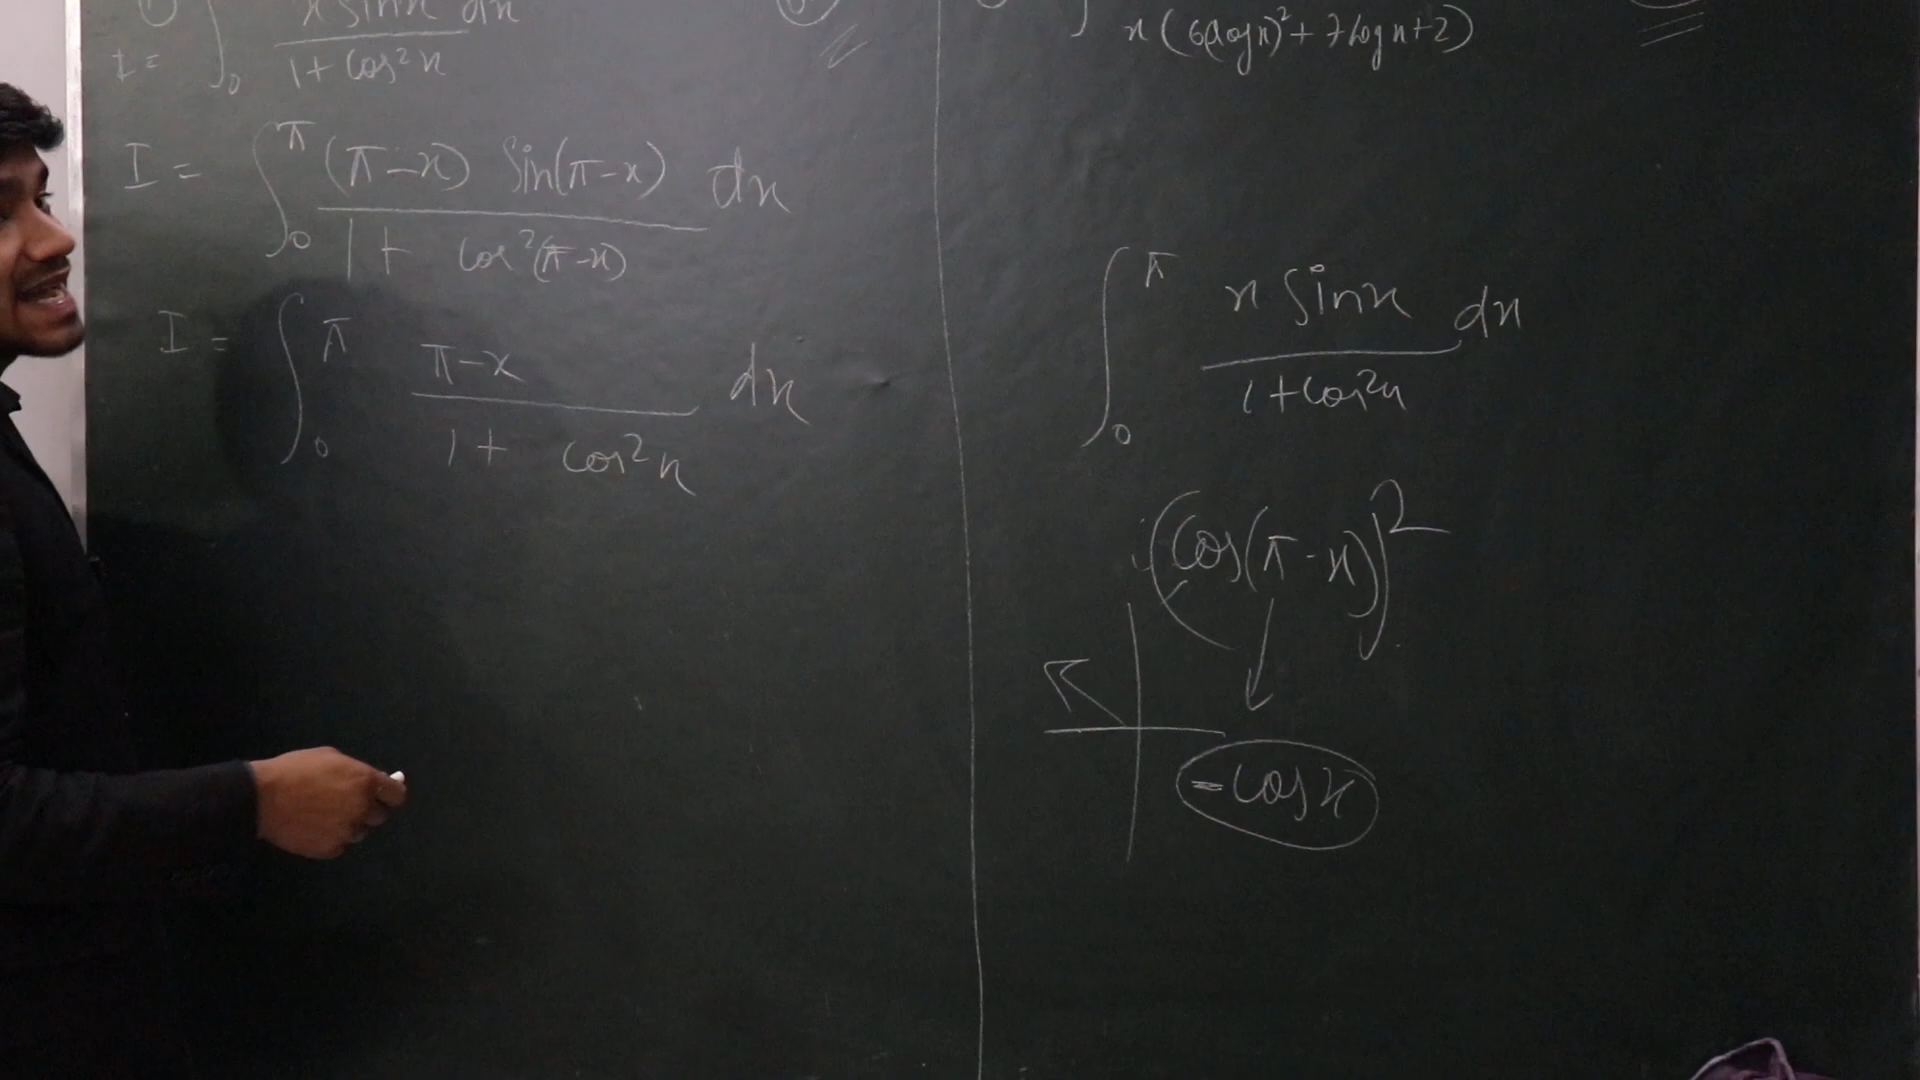 I = ∫₀ x sinx dx / 1 + cos²x
I = ∫₀^π (π-x) Sin(π-x) dx / 1 + cos²(π-x)
I = ∫₀^π π-x dx / 1 + cos²x
x(6(logx)² + 7logx+2)
∫₀^π x Sinx dx / 1+cos²x
(Cos(π-x))²
= cosx